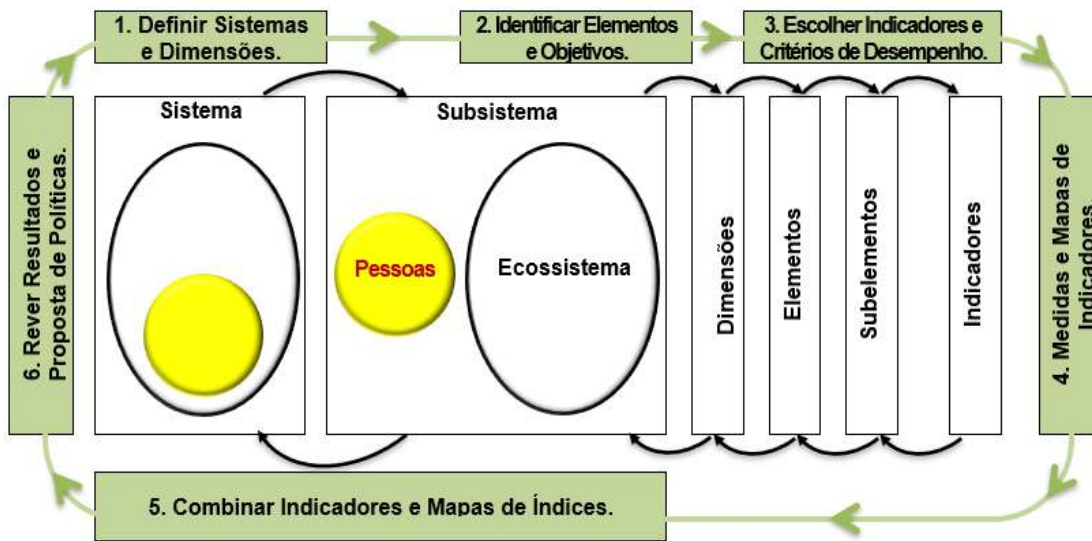 1. Definir Sistemas
e Dimensões.
2. Identificar Elementos
e Objetivos.
3. Escolher Indicadores e
Critérios de Desempenho.
Sistema
Subsistema
Pessoas
Ecossistema
Dimensões
Elementos
Subelementos
Indicadores
4. Medidas e Mapas de
Indicadores.
5. Combinar Indicadores e Mapas de Índices.
6. Rever Resultados e
Proposta de Políticas.